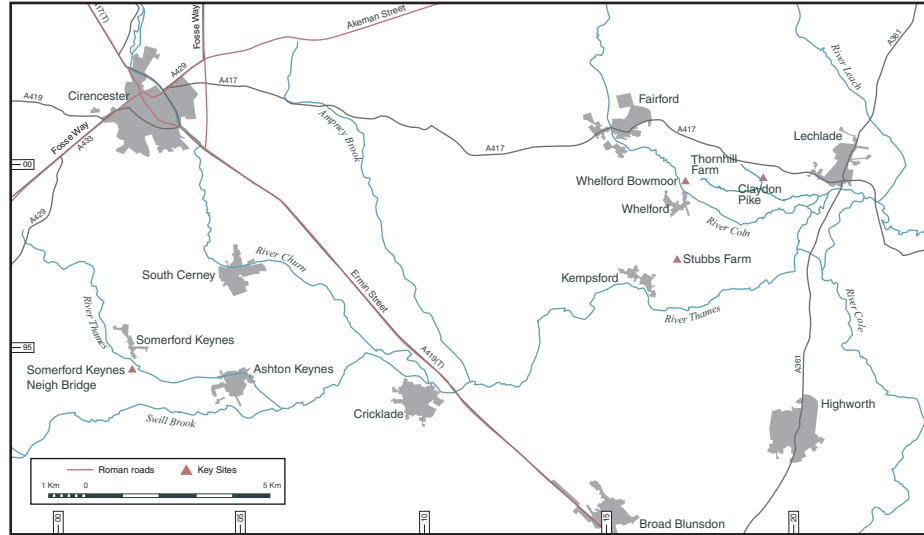 A417(T)
Fosse Way
Akeman Street
A361
River Leach
A429
Cirencester
A417
A419
Fairford
Ampney Brook
Fosse Way
A433
A417
Lechlade
A417
Thornhill
Farm
00
Whelford Bowmoor
Claydon
Pike
Whelford
A429
River Coln
River Churn
Stubbs Farm
South Cerney
Ermin Street
Kempsford
River Thames
River Thames
River Cole
Somerford Keynes
95
A419(T)
A361
Somerford Keynes
Neigh Bridge
Ashton Keynes
Cricklade
Highworth
Swill Brook
Roman roads
Key Sites
1 Km
0
5 Km
00
05
10
15
20
Broad Blunsdon